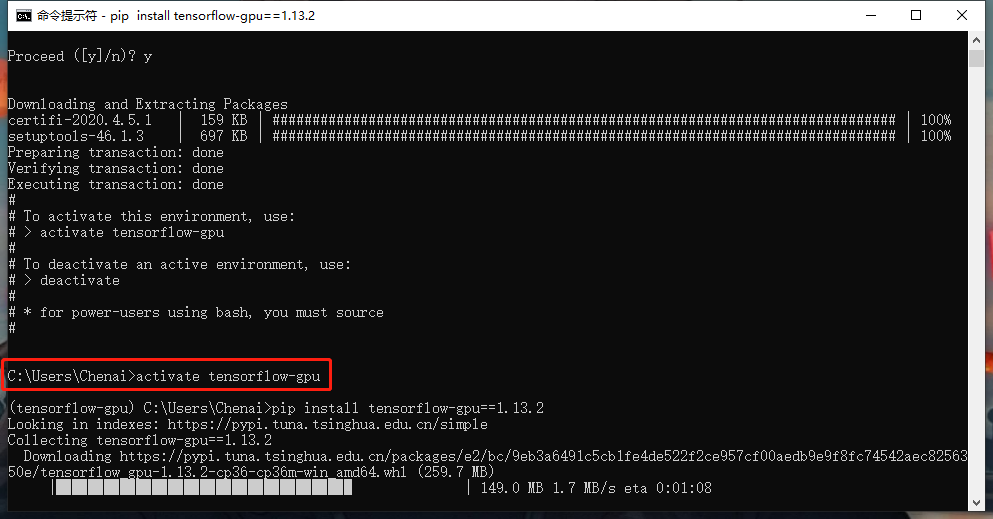 命令提示符 - pip  install tensorflow-gpu==1.13.2
Proceed ([y]/n)? y
Downloading and Extracting Packages
certifi-2020.4.5.1   | 159 KB  | ############################################################################## | 100%
setuptools-46.1.3    | 697 KB  | ############################################################################## | 100%
Preparing transaction: done
Verifying transaction: done
Executing transaction: done
#
# To activate this environment, use:
# > activate tensorflow-gpu
#
# To deactivate an active environment, use:
# > deactivate
#
# * for power-users using bash, you must source
#
C:\Users\Chenai>activate tensorflow-gpu
(tensorflow-gpu) C:\Users\Chenai>pip install tensorflow-gpu==1.13.2
Looking in indexes: https://pypi.tuna.tsinghua.edu.cn/simple
Collecting tensorflow-gpu==1.13.2
  Downloading https://pypi.tuna.tsinghua.edu.cn/packages/e2/bc/9eb3a6491c5cb1fe4de522f2ce957cf00aedb9e9f8fc74542aec82563
50e/tensorflow_gpu-1.13.2-cp36-cp36m-win_amd64.whl (259.7 MB)
| 149.0 MB 1.7 MB/s eta 0:01:08